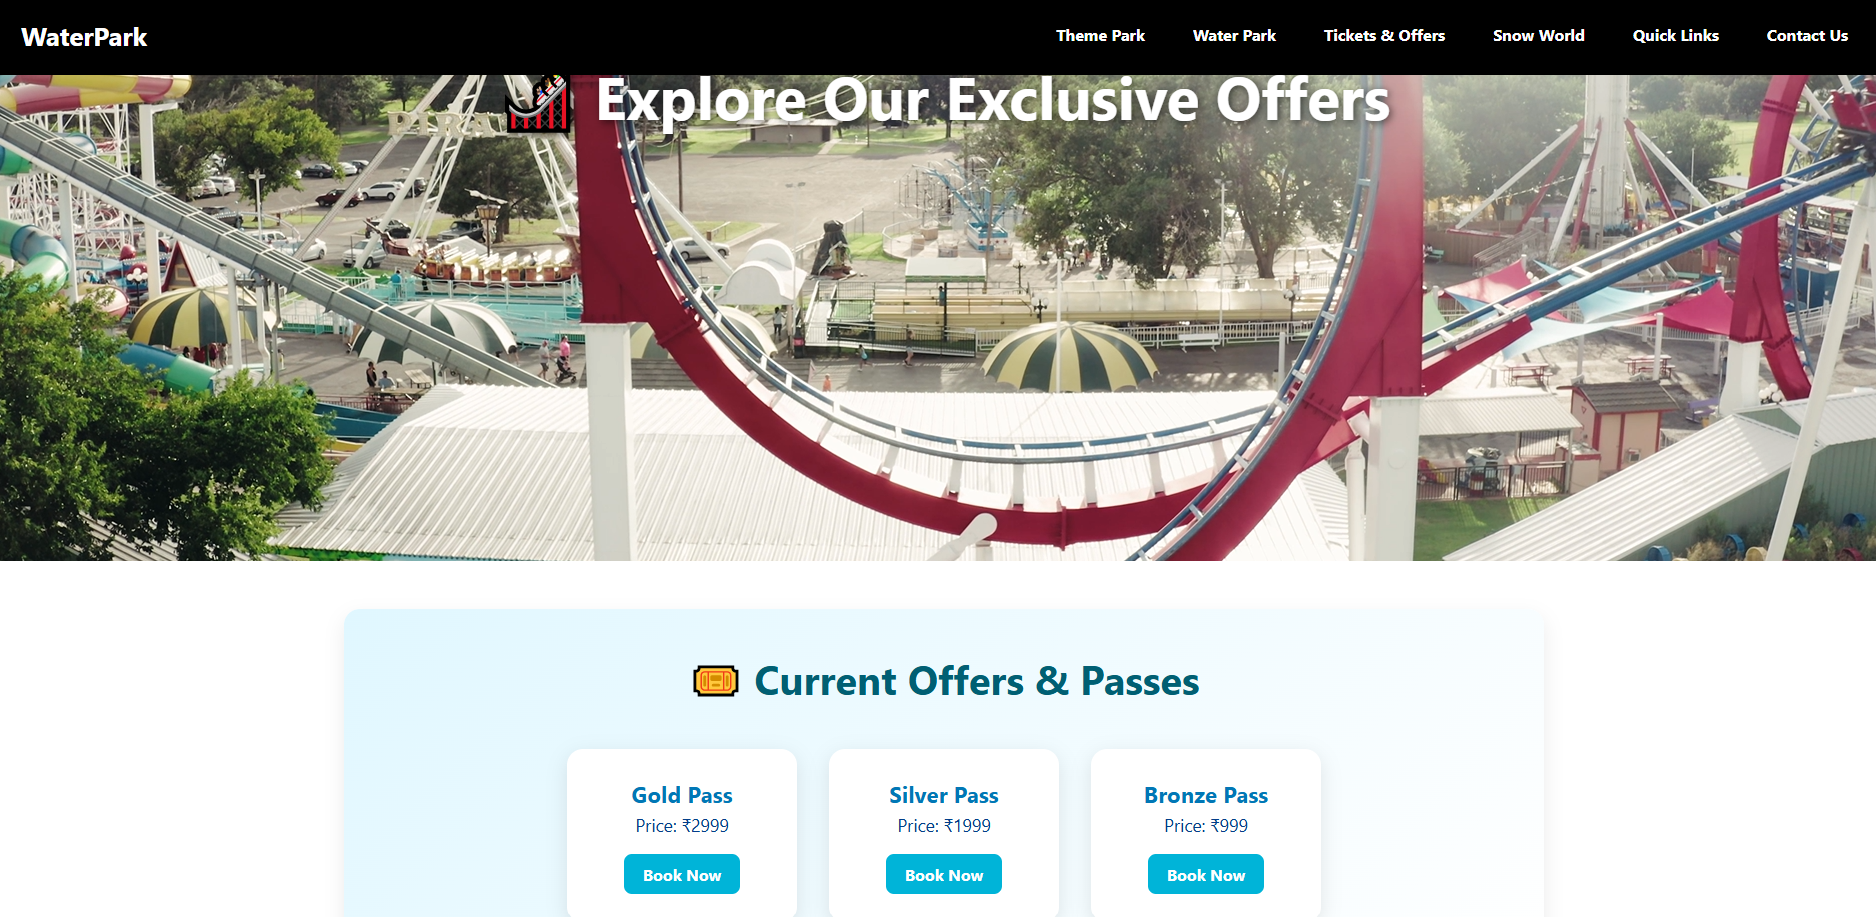 WaterPark
Theme Park
Water Park
Tickets & Offers
Snow World
Quick Links
Contact Us
Explore Our Exclusive Offers
Current Offers & Passes
Gold Pass
Price: ₹2999
Book Now
Silver Pass
Price: ₹1999
Book Now
Bronze Pass
Price: ₹999
Book Now